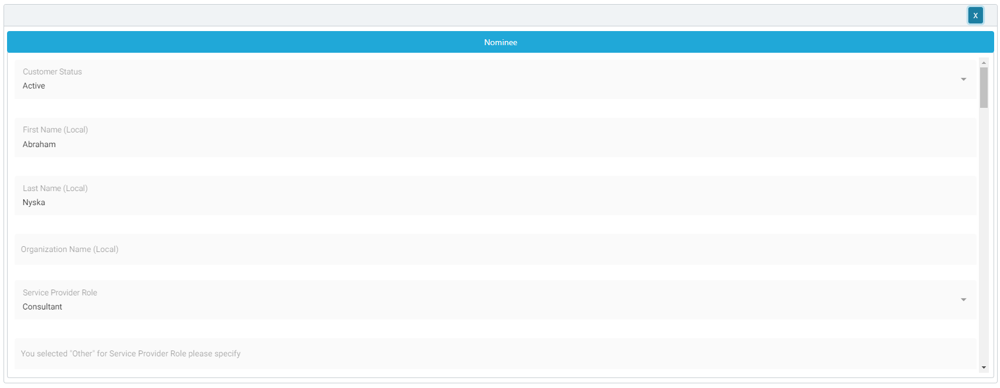 X
Nominee
Customer Status
Active
First Name (Local)
Abraham
Last Name (Local)
Nyska
Organization Name (Local)
Service Provider Role
Consultant
You selected "Other" for Service Provider Role please specify